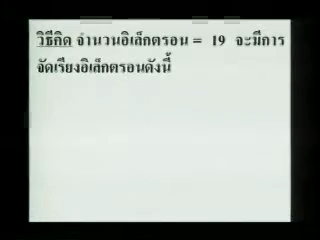 วิธีคิด จำนวนอิเล็กตรอน = 19 จะมีการ
จัดเรียงอิเล็กตรอนดังนี้